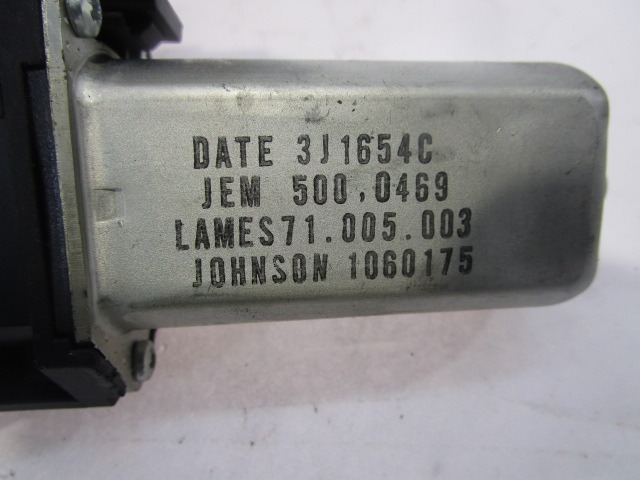 DATE 3J1654C
JEM 500.0469
LAMES71.005.003
JOHNSON 1060175